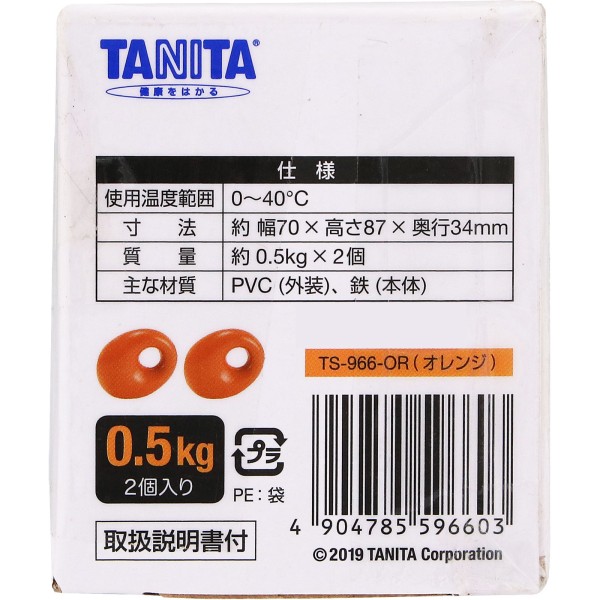 TANITA®
健康をはかる
仕様
使用温度範囲 0〜40°C
寸法 約 幅70×高さ87×奥行34mm
質量 約 0.5kg×2個
主な材質 PVC (外装)、鉄 (本体)
TS-966-OR (オレンジ)
0.5kg
2個入り
プラ
PE：袋
取扱説明書付
4 904785 596603
©2019 TANITA Corporation